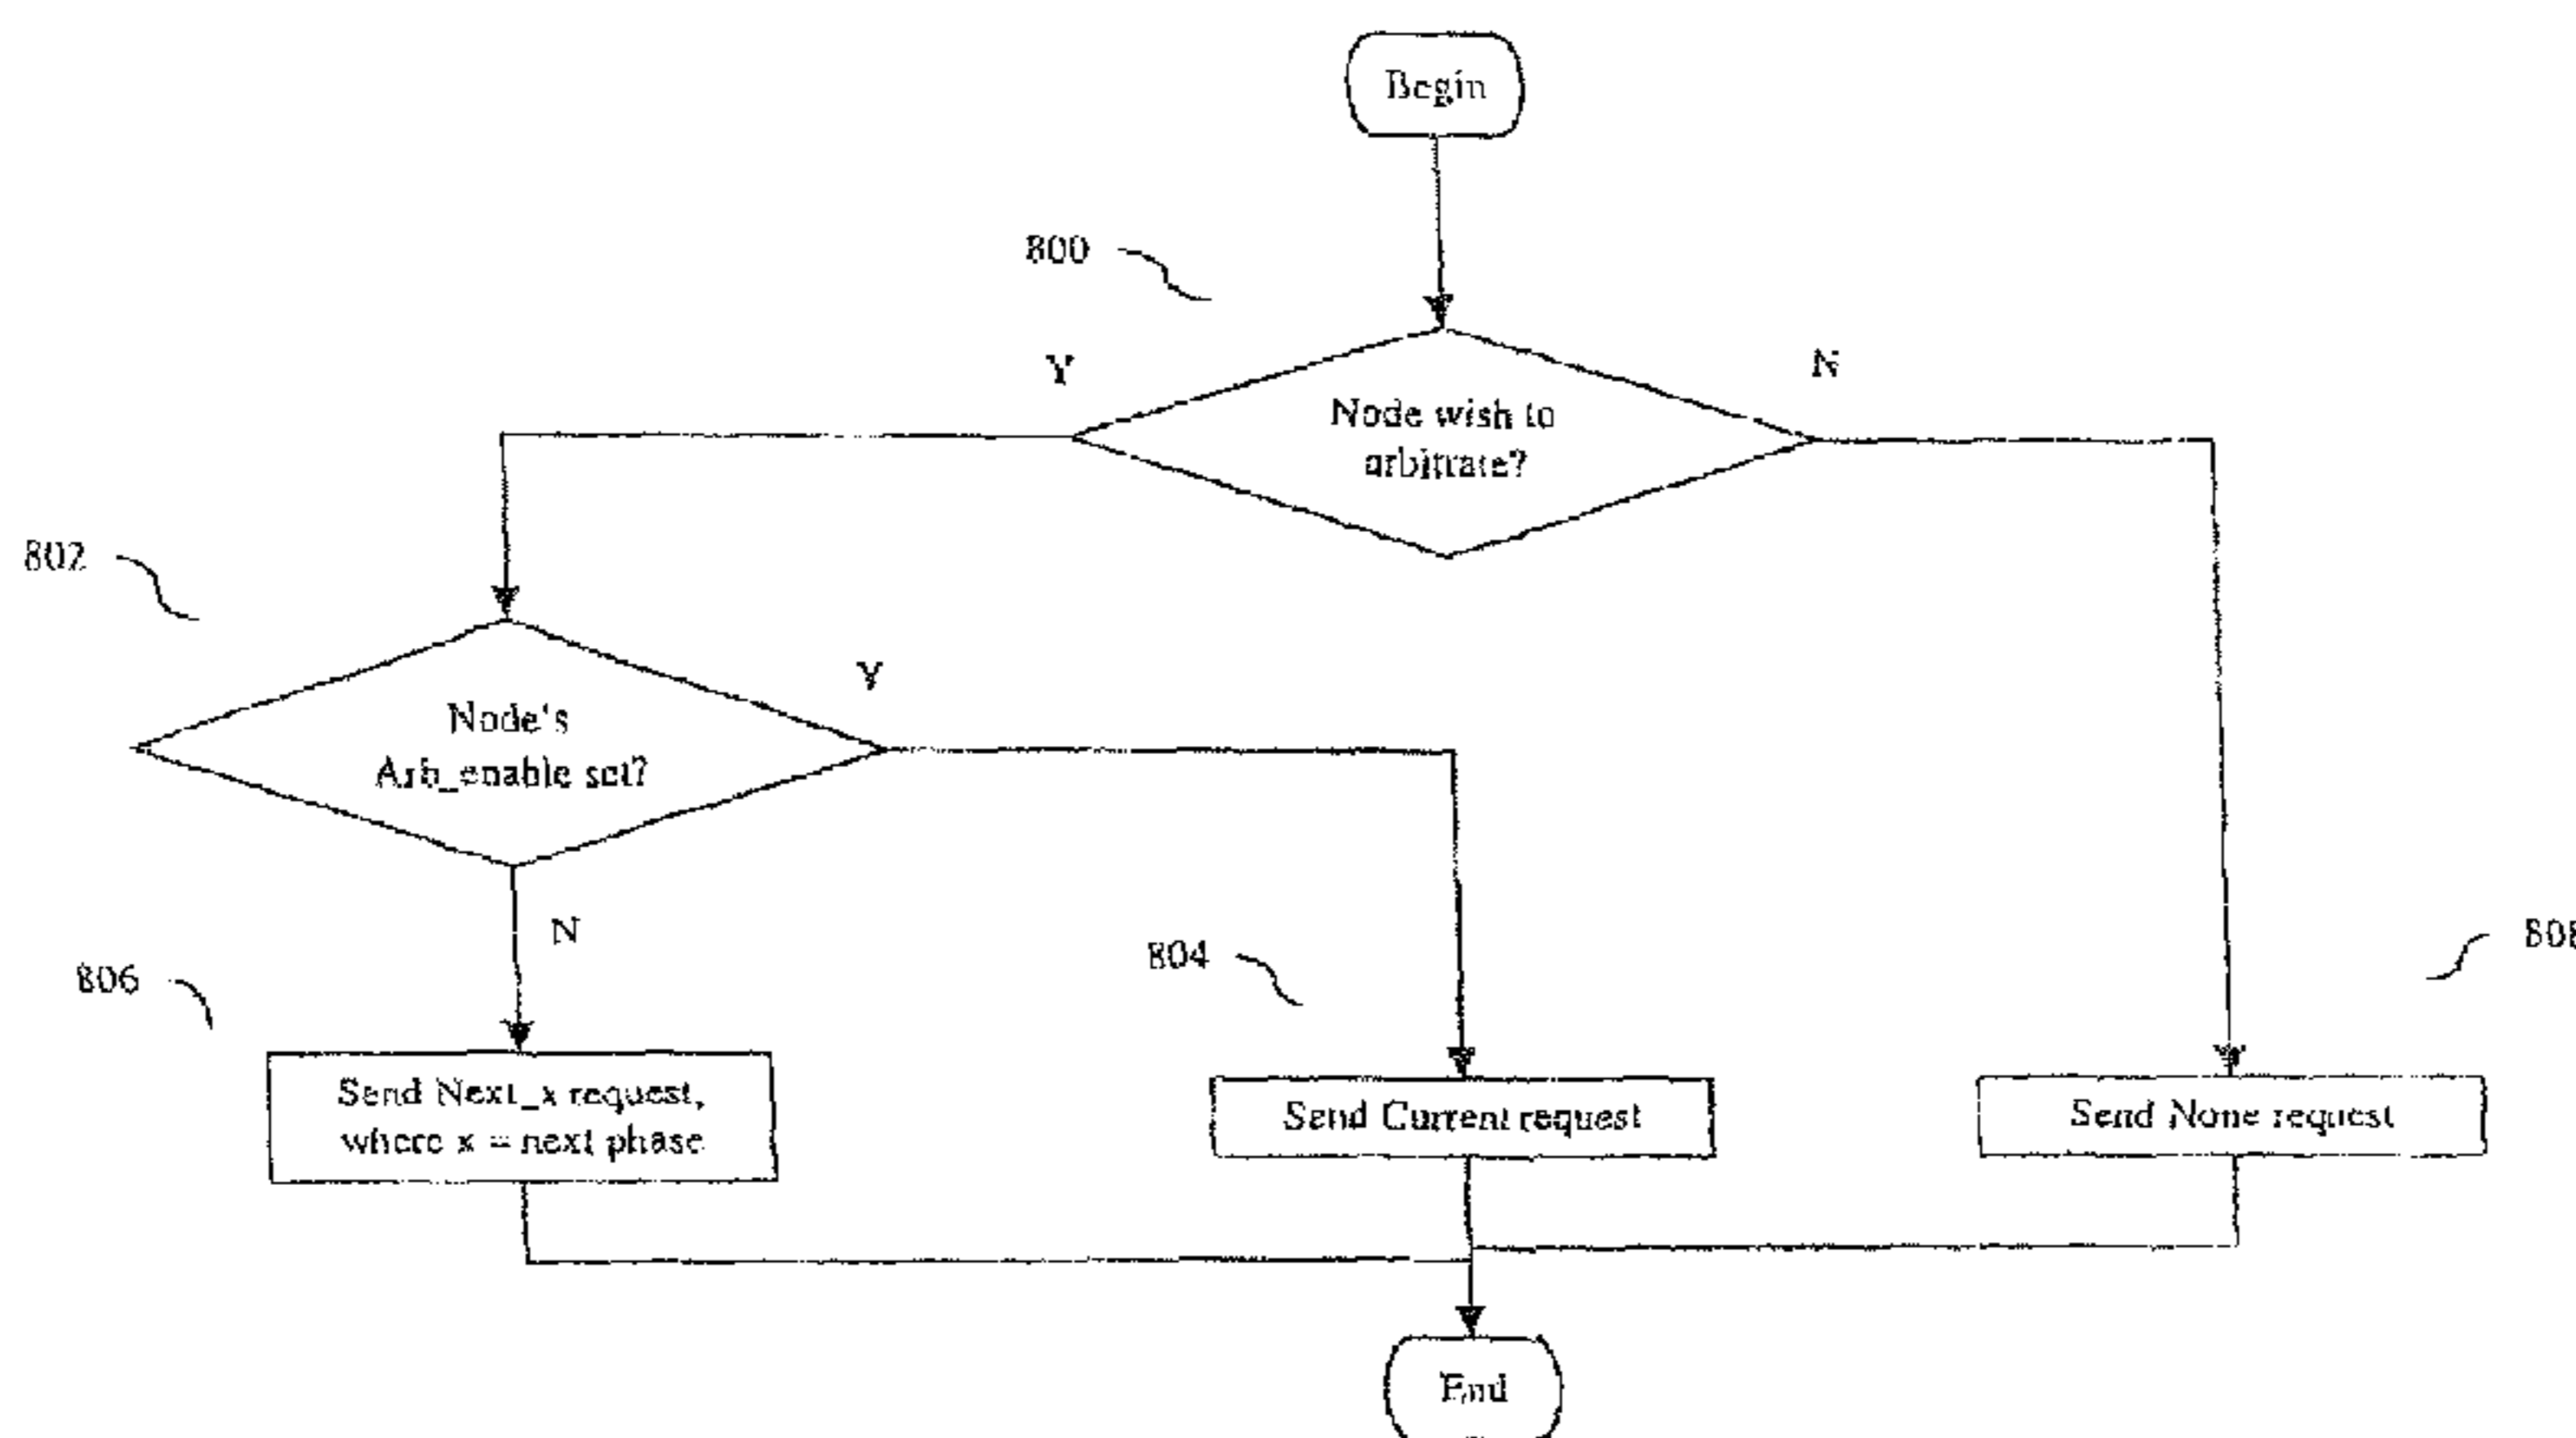 Begin
800
Y
N
Node wish to
arbitrate?
802
Y
Node's
Arb_enable set?
N
806
804
808
Send Next_x request,
where x = next phase
Send Current request
Send None request
End